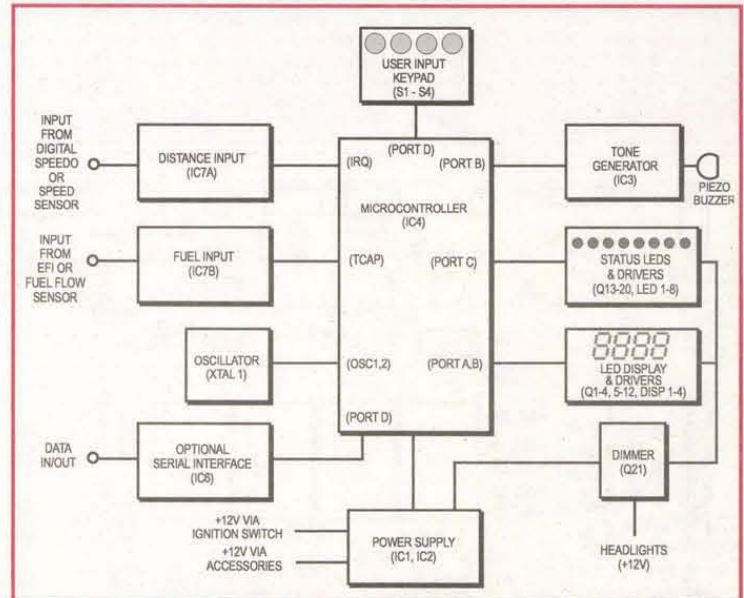 USER INPUT
KEYPAD
(S1 - S4)
INPUT
FROM
DIGITAL
SPEEDO
OR
SPEED
SENSOR
DISTANCE INPUT
(IC7A)
(IRQ)
(PORT D)
(PORT B)
MICROCONTROLLER
(IC4)
TONE
GENERATOR
(IC3)
PIEZO
BUZZER
INPUT
FROM
EFI OR
FUEL FLOW
SENSOR
FUEL INPUT
(IC7B)
(TCAP)
(PORT C)
STATUS LEDS
& DRIVERS
(Q13-20, LED 1-8)
OSCILLATOR
(XTAL 1)
(OSC1,2)
(PORT A,B)
8888
LED DISPLAY
& DRIVERS
(Q1-4, 5-12, DISP 1-4)
(PORT D)
DATA
IN/OUT
OPTIONAL
SERIAL INTERFACE
(IC6)
DIMMER
(Q21)
+12V VIA
IGNITION SWITCH
+12V VIA
ACCESSORIES
POWER SUPPLY
(IC1, IC2)
HEADLIGHTS
(+12V)